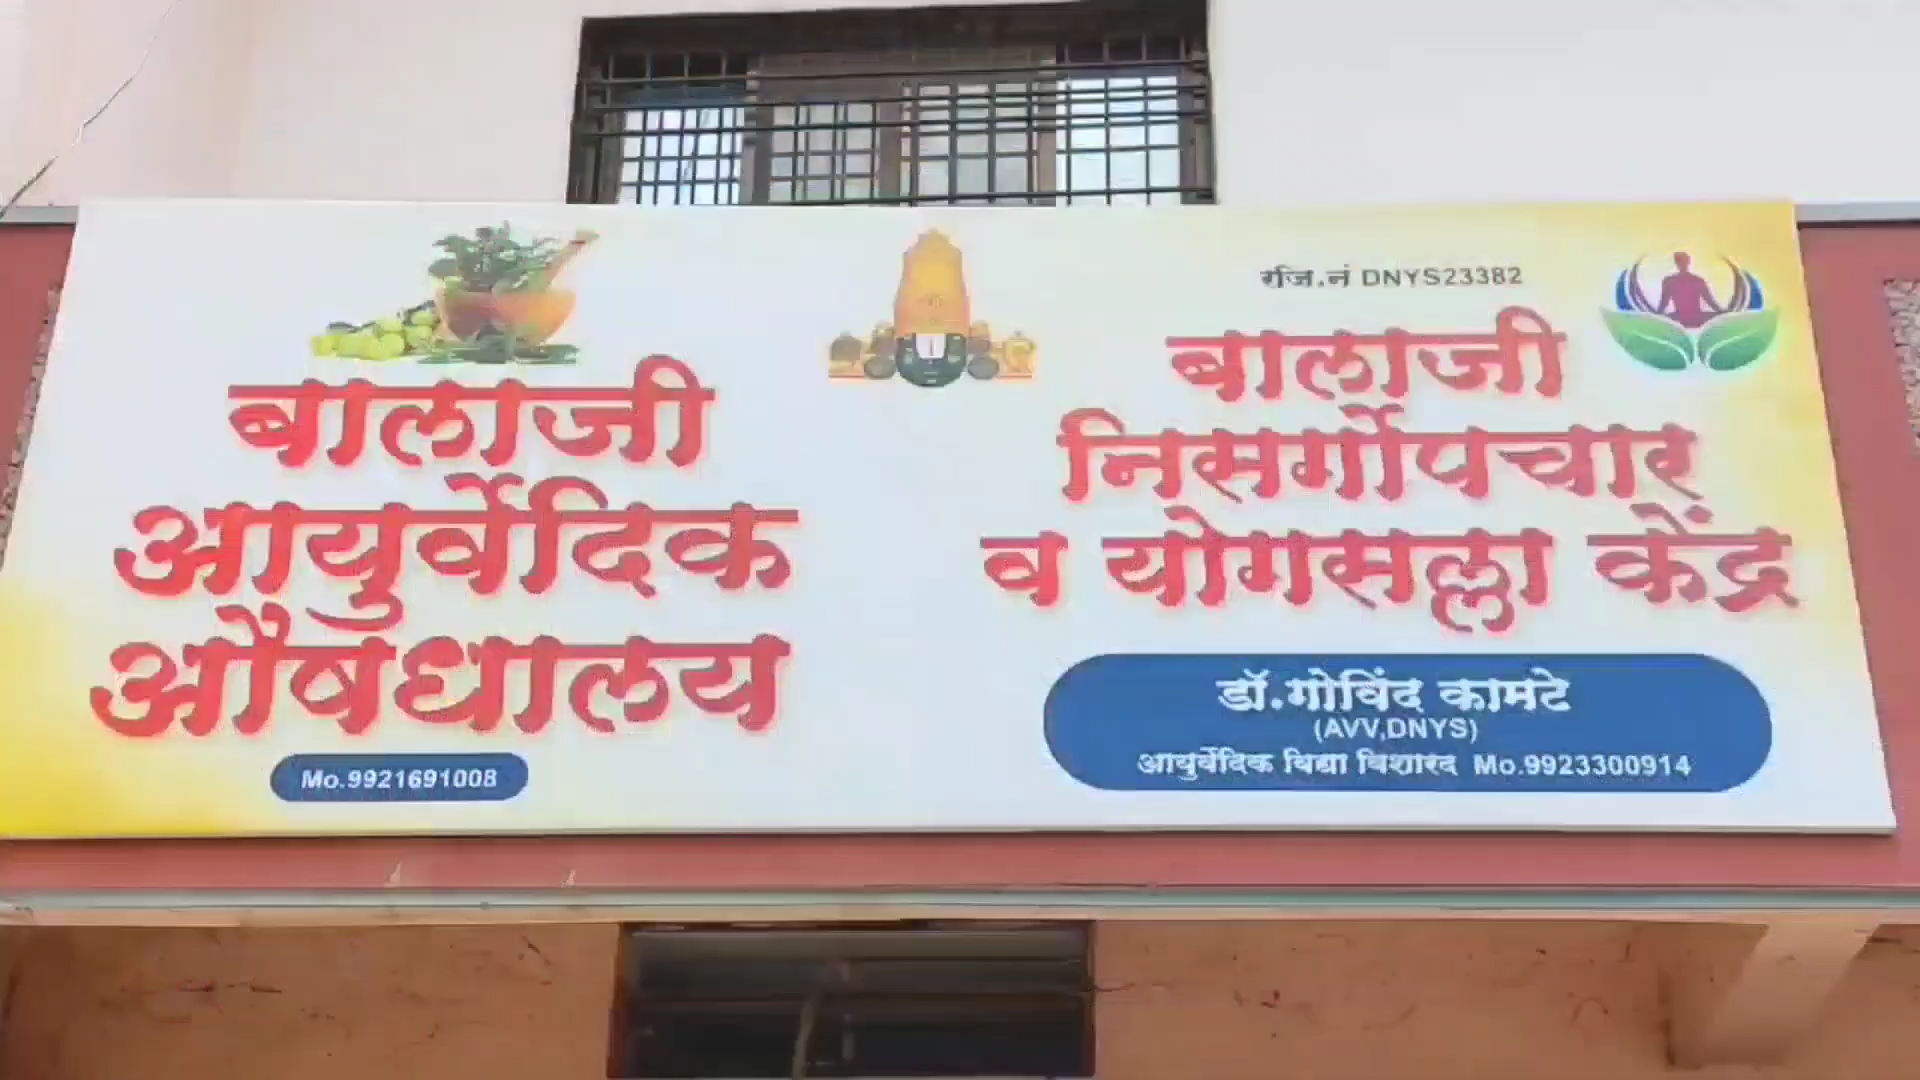 बालाजी
आयुर्वेदिक
औषधालय
Mo.9921691008
रजि.नं DNYS23382
बालाजी
निसर्गोपचार
व योगसल्ला केंद्र
डॉ.गोविंद कामटे
(AVV,DNYS)
आयुर्वेदिक विद्या विशारद Mo.9923300914